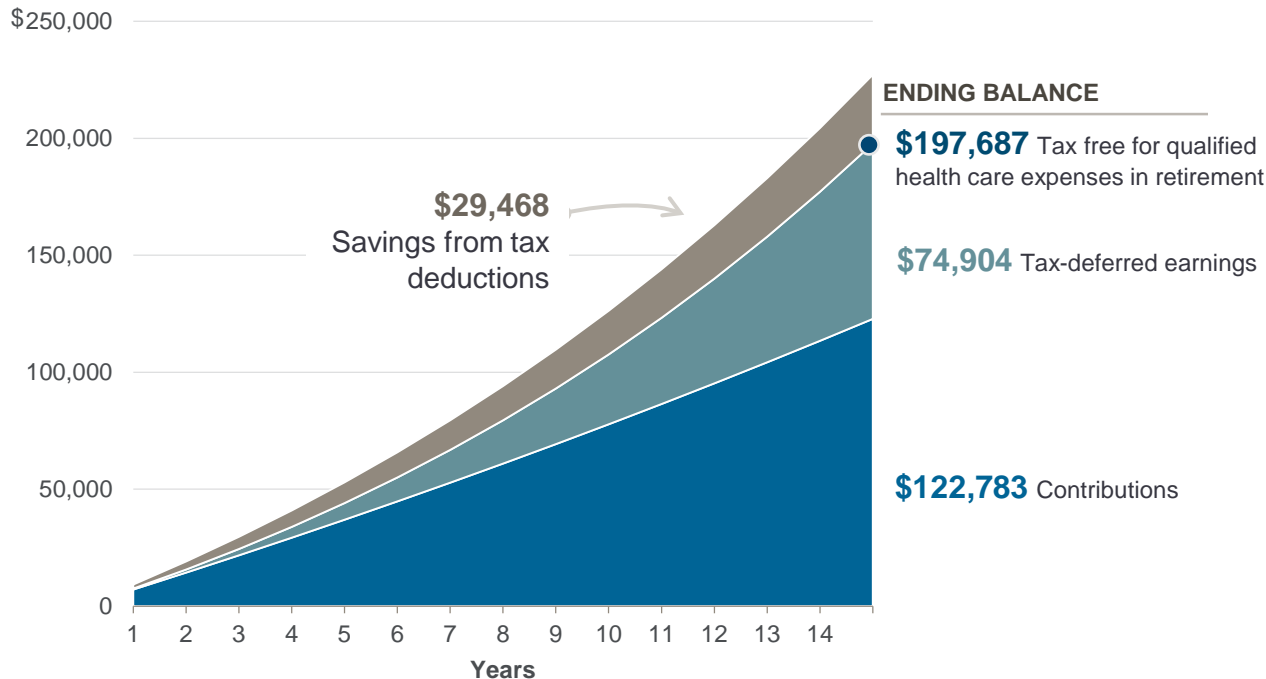 $250,000
ENDING BALANCE
200,000
$197,687 Tax free for qualified
health care expenses in retirement
$29,468
Savings from tax
deductions
150,000
$74,904 Tax-deferred earnings
100,000
50,000
$122,783 Contributions
0
1 2 3 4 5 6 7 8 9 10 11 12 13 14
Years